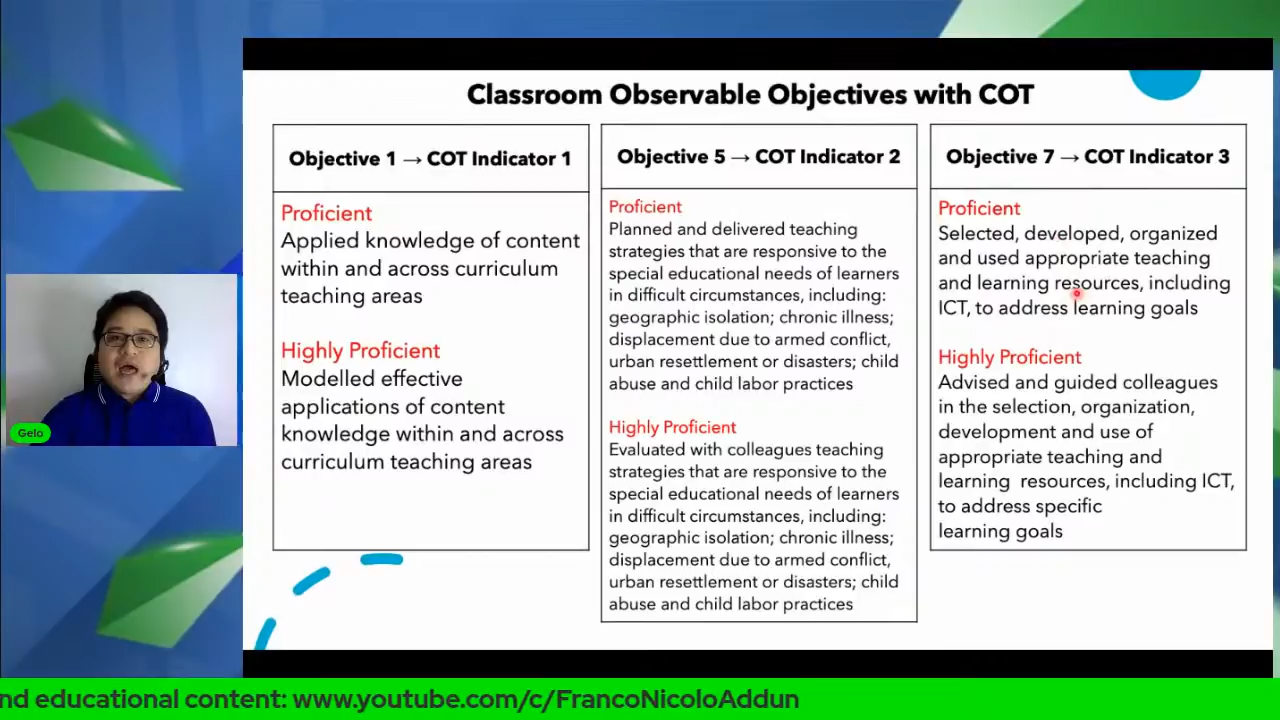 Classroom Observable Objectives with COT
Objective 1 → COT Indicator 1
Proficient
Applied knowledge of content
within and across curriculum
teaching areas
Highly Proficient
Modelled effective
applications of content
knowledge within and across
curriculum teaching areas
Objective 5 → COT Indicator 2
Proficient
Planned and delivered teaching
strategies that are responsive to the
special educational needs of learners
in difficult circumstances, including:
geographic isolation; chronic illness;
displacement due to armed conflict,
urban resettlement or disasters; child
abuse and child labor practices
Highly Proficient
Evaluated with colleagues teaching
strategies that are responsive to the
special educational needs of learners
in difficult circumstances, including:
geographic isolation; chronic illness;
displacement due to armed conflict,
urban resettlement or disasters; child
abuse and child labor practices
Objective 7 → COT Indicator 3
Proficient
Selected, developed, organized
and used appropriate teaching
and learning resources, including
ICT, to address learning goals
Highly Proficient
Advised and guided colleagues
in the selection, organization,
development and use of
appropriate teaching and
learning resources, including ICT,
to address specific
learning goals
Gelo
nd educational content: www.youtube.com/c/FrancoNicoloAddun